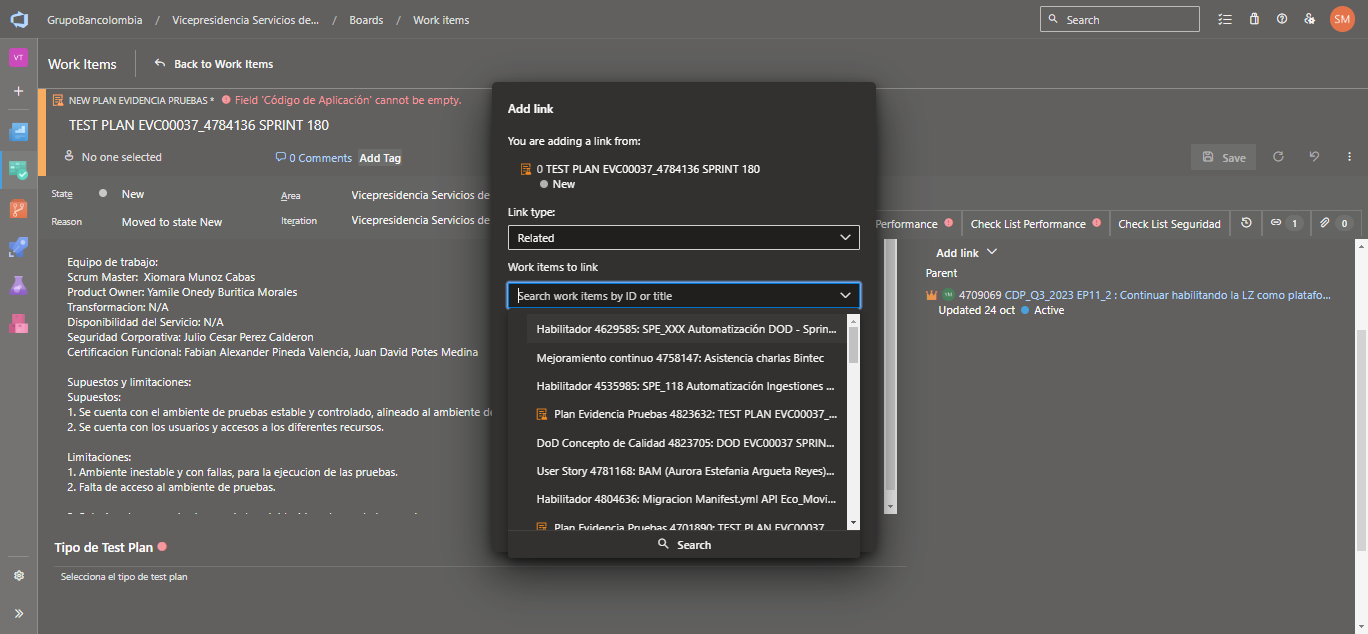 GrupoBancolombia / Vicepresidencia Servicios de... / Boards / Work items
Search
SM
VT
Work Items
Back to Work Items
NEW PLAN EVIDENCIA PRUEBAS * Field 'Código de Aplicación' cannot be empty.
TEST PLAN EVC00037_4784136 SPRINT 180
No one selected
0 Comments
Add Tag
Save
State
New
Area
Vicepresidencia Servicios de
Reason
Moved to state New
Iteration
Vicepresidencia Servicios de
Performance
Check List Performance
Check List Seguridad
1
0
Equipo de trabajo:
Scrum Master: Xiomara Munoz Cabas
Product Owner: Yamile Onedy Buritica Morales
Transformacion: N/A
Disponibilidad del Servicio: N/A
Seguridad Corporativa: Julio Cesar Perez Calderon
Certificacion Funcional: Fabian Alexander Pineda Valencia, Juan David Potes Medina
Supuestos y limitaciones:
Supuestos:
1. Se cuenta con el ambiente de pruebas estable y controlado, alineado al ambiente de
2. Se cuenta con los usuarios y accesos a los diferentes recursos.
Limitaciones:
1. Ambiente inestable y con fallas, para la ejecucion de las pruebas.
2. Falta de acceso al ambiente de pruebas.
Tipo de Test Plan
Selecciona el tipo de test plan
Add link
You are adding a link from:
0 TEST PLAN EVC00037_4784136 SPRINT 180
New
Link type:
Related
Work items to link
Search work items by ID or title
Habilitador 4629585: SPE_XXX Automatización DOD - Sprin...
Mejoramiento continuo 4758147: Asistencia charlas Bintec
Habilitador 4535985: SPE_118 Automatización Ingestiones ...
Plan Evidencia Pruebas 4823632: TEST PLAN EVC00037_...
DoD Concepto de Calidad 4823705: DOD EVC00037 SPRIN...
User Story 4781168: BAM (Aurora Estefania Argueta Reyes)...
Habilitador 4804636: Migracion Manifest.yml API Eco_Movi...
Plan Evidencia Pruebas 4701890: TEST PLAN EVC00037
Search
Add link
Parent
4709069 CDP_Q3_2023 EP11_2 : Continuar habilitando la LZ como platafo...
Updated 24 oct
Active